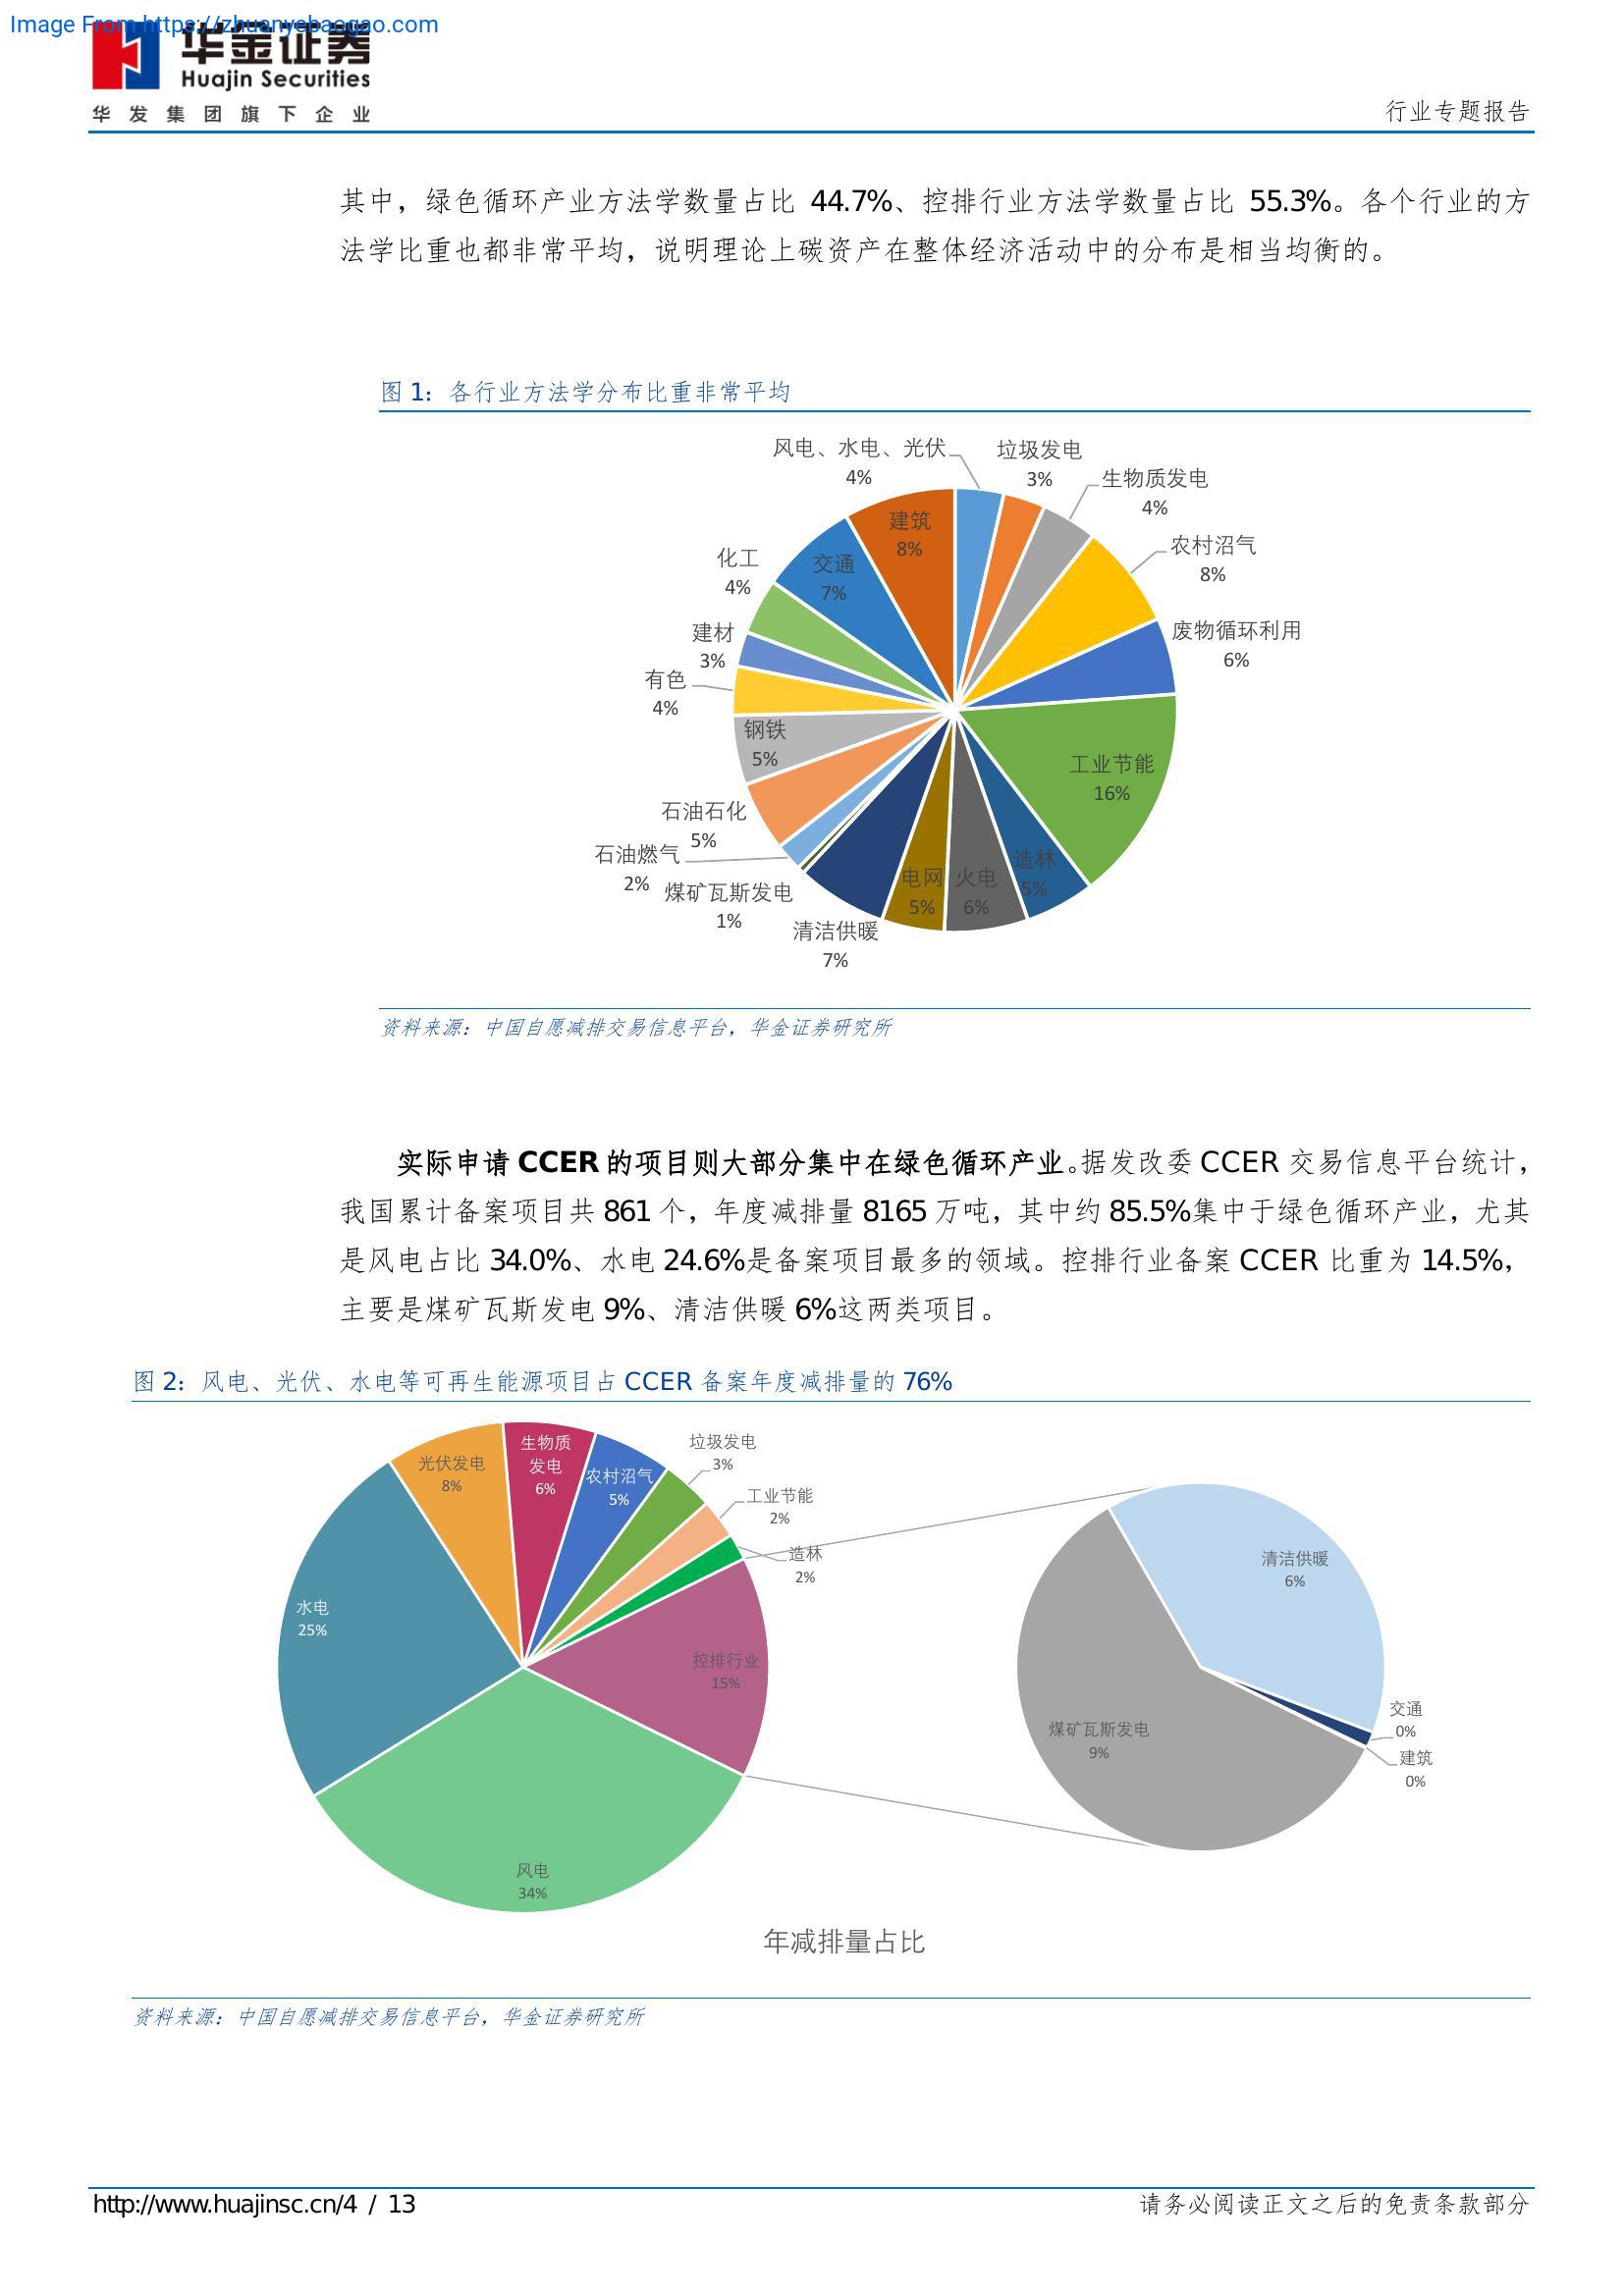 Image From https://zhuanyebaogao.com
华金证券
Huajin Securities
华发集团旗下企业
行业专题报告
其中，绿色循环产业方法学数量占比 44.7%、控排行业方法学数量占比 55.3%。各个行业的方
法学比重也都非常平均，说明理论上碳资产在整体经济活动中的分布是相当均衡的。
图 1：各行业方法学分布比重非常平均
风电、水电、光伏
4%
垃圾发电
3%
生物质发电
4%
农村沼气
8%
废物循环利用
6%
工业节能
16%
造林
5%
火电
6%
电网
5%
清洁供暖
7%
煤矿瓦斯发电
1%
石油燃气
2%
石油石化
5%
钢铁
5%
有色
4%
建材
3%
化工
4%
交通
7%
建筑
8%
资料来源：中国自愿减排交易信息平台，华金证券研究所
实际申请 CCER 的项目则大部分集中在绿色循环产业。据发改委 CCER 交易信息平台统计，
我国累计备案项目共 861 个，年度减排量 8165 万吨，其中约 85.5%集中于绿色循环产业，尤其
是风电占比 34.0%、水电 24.6%是备案项目最多的领域。控排行业备案 CCER 比重为 14.5%，
主要是煤矿瓦斯发电 9%、清洁供暖 6%这两类项目。
图 2：风电、光伏、水电等可再生能源项目占 CCER 备案年度减排量的 76%
光伏发电
8%
生物质
发电
6%
农村沼气
5%
垃圾发电
3%
工业节能
2%
造林
2%
控排行业
15%
水电
25%
风电
34%
清洁供暖
6%
交通
0%
建筑
0%
煤矿瓦斯发电
9%
年减排量占比
资料来源：中国自愿减排交易信息平台，华金证券研究所
http://www.huajinsc.cn/4 / 13
请务必阅读正文之后的免责条款部分